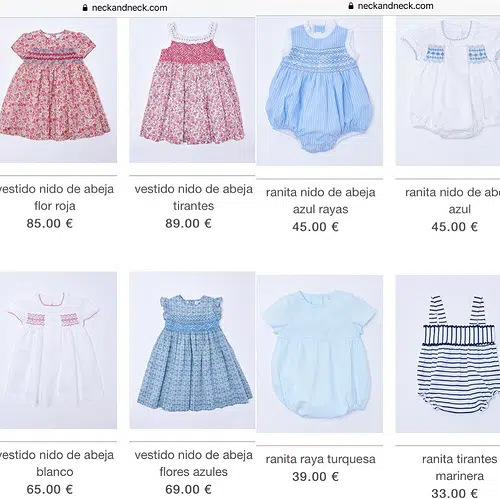 neckandneck.com
neckandneck.com
vestido nido de abeja
flor roja
85.00 €
vestido nido de abeja
tirantes
89.00 €
ranita nido de abeja
azul rayas
45.00 €
ranita nido de abe
azul
45.00 €
vestido nido de abeja
blanco
65.00 €
vestido nido de abeja
flores azules
69.00 €
ranita raya turquesa
39.00 €
ranita tirantes
marinera
33.00 €